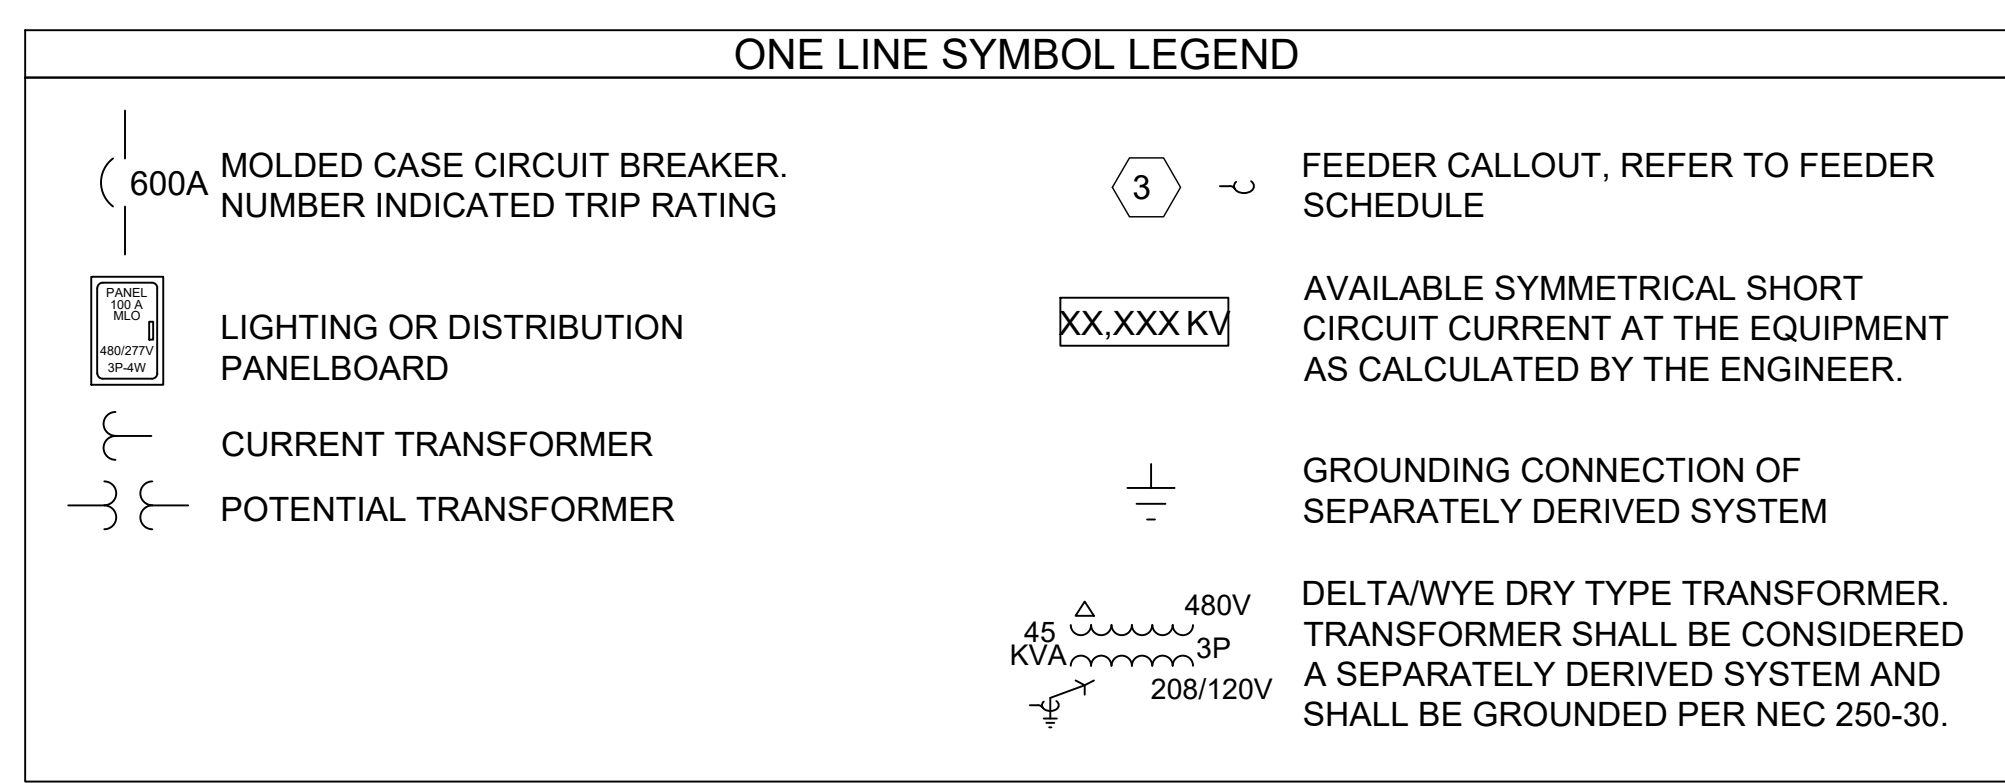 ONE LINE SYMBOL LEGEND
600A
MOLDED CASE CIRCUIT BREAKER.
NUMBER INDICATED TRIP RATING
PANEL
100 A
MLO
480/277V
3P-4W
LIGHTING OR DISTRIBUTION
PANELBOARD
CURRENT TRANSFORMER
POTENTIAL TRANSFORMER
3
FEEDER CALLOUT, REFER TO FEEDER
SCHEDULE
XX,XXX KV
AVAILABLE SYMMETRICAL SHORT
CIRCUIT CURRENT AT THE EQUIPMENT
AS CALCULATED BY THE ENGINEER.
GROUNDING CONNECTION OF
SEPARATELY DERIVED SYSTEM
480V
45
KVA
3P
208/120V
DELTA/WYE DRY TYPE TRANSFORMER.
TRANSFORMER SHALL BE CONSIDERED
A SEPARATELY DERIVED SYSTEM AND
SHALL BE GROUNDED PER NEC 250-30.